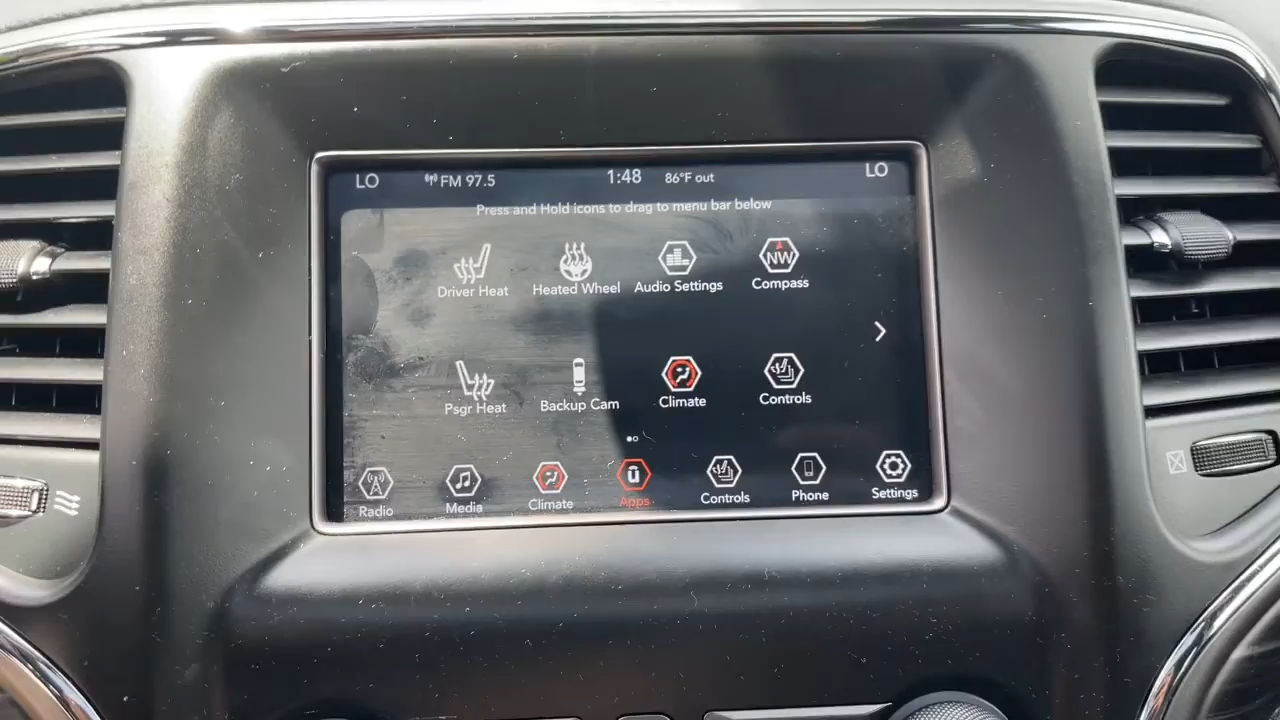 LO FM 97.5 1:48 86°F out LO
Press and Hold icons to drag to menu bar below
NW
Driver Heat Heated Wheel Audio Settings Compass
Psgr Heat Backup Cam Climate Controls
ū
Radio Media Climate Apps Controls Phone Settings